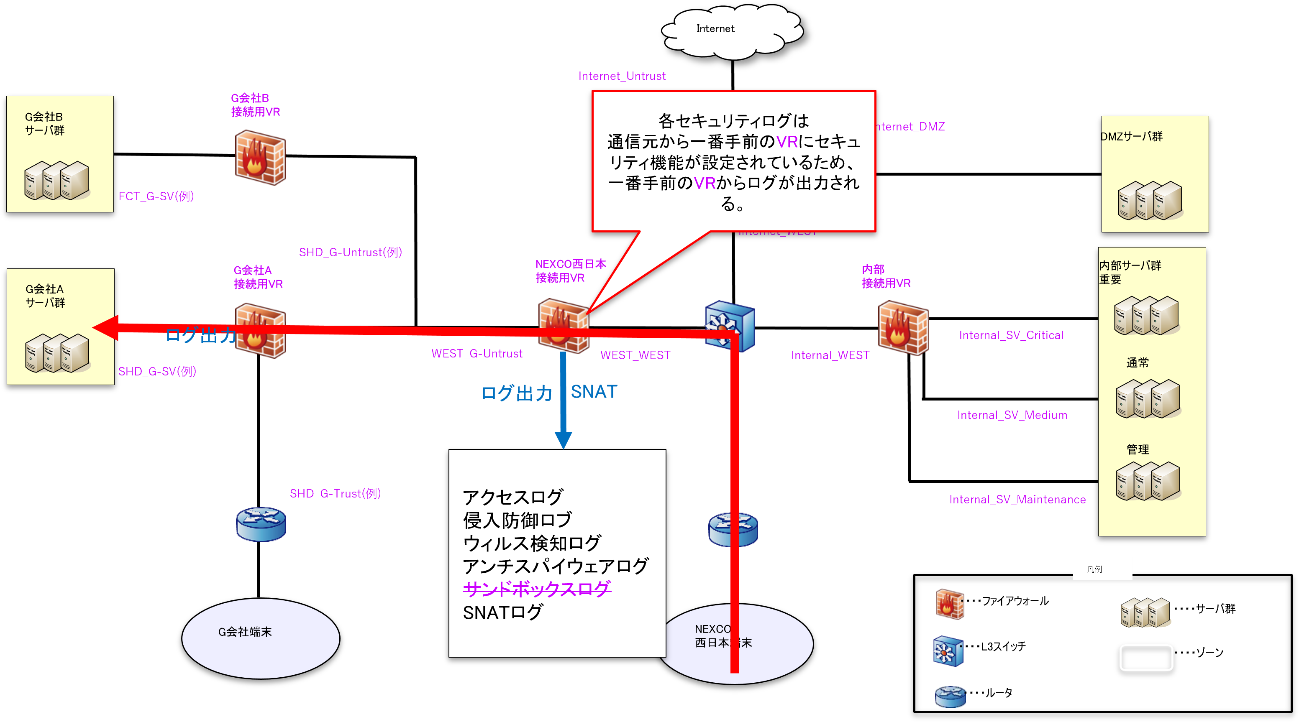 Internet
Internet_Untrust
G会社B
接続用VR
G会社B
サーバ群
FCT_G-SV(例)
各セキュリティログは
通信元から一番手前のVRにセキュ
リティ機能が設定されているため、
一番手前のVRからログが出力され
る。
Internet_DMZ
DMZサーバ群
Internet_WEST
SHD_G-Untrust(例)
G会社A
接続用VR
NEXCO西日本
接続用VR
内部
接続用VR
内部サーバ群
重要
G会社A
サーバ群
ログ出力
SHD_G-SV(例)
WEST_G-Untrust
WEST_WEST
Internal_WEST
Internal_SV_Critical
通常
Internal_SV_Medium
管理
Internal_SV_Maintenance
ログ出力
SNAT
SHD_G-Trust(例)
アクセスログ
侵入防御ロブ
ウィルス検知ログ
アンチスパイウェアログ
サンドボックスログ
SNATログ
G会社端末
NEXCO
西日本端末
凡例
・・・ファイアウォール
・・・・サーバ群
・・・L3スイッチ
・・・・ゾーン
・・・ルータ